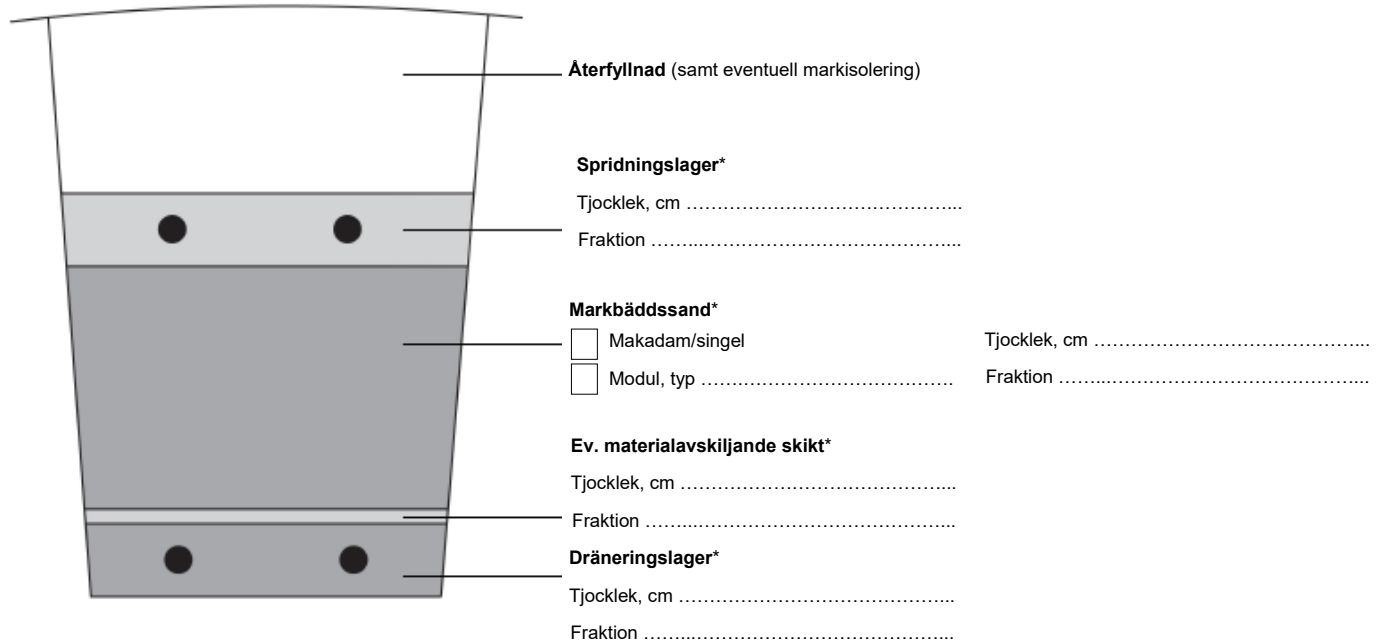 Återfyllnad (samt eventuell markisolering)
Spridningslager*
Tjocklek, cm ……………………………………...
Fraktion ……...…………………………………...
Markbäddssand*
Makadam/singel
Tjocklek, cm ……………………………………...
Modul, typ ……..…………………………….
Fraktion ……...…………………………………...
Ev. materialavskiljande skikt*
Tjocklek, cm ……………………………………...
Fraktion ……...…………………………………...
Dräneringslager*
Tjocklek, cm ……………………………………...
Fraktion ……...…………………………………...